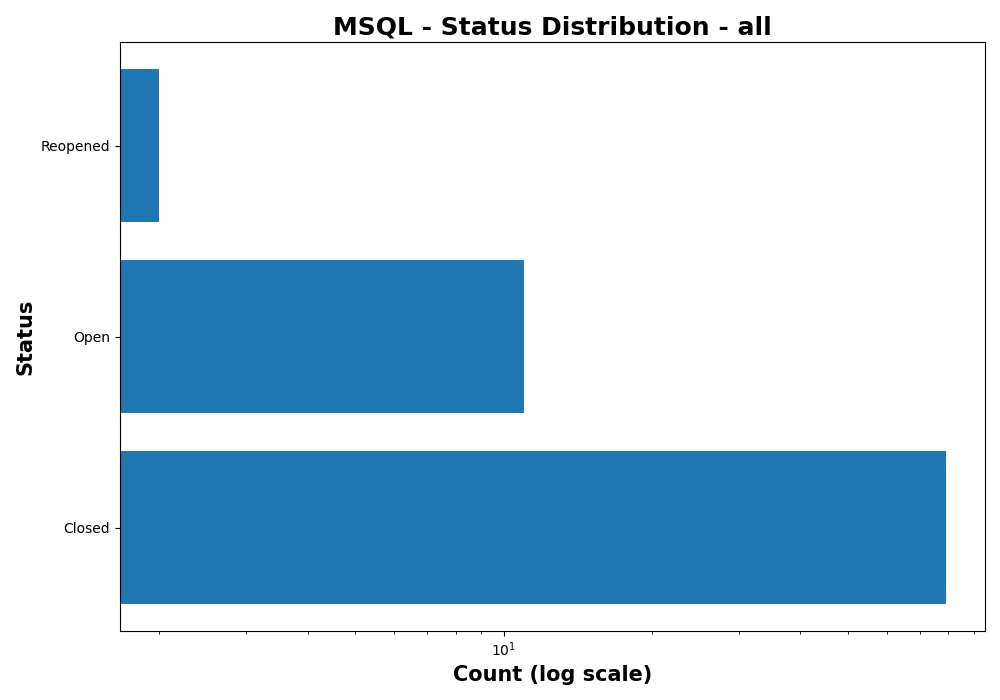 MSQL - Status Distribution - all
Reopened
Open
Closed
Status
10¹
Count (log scale)